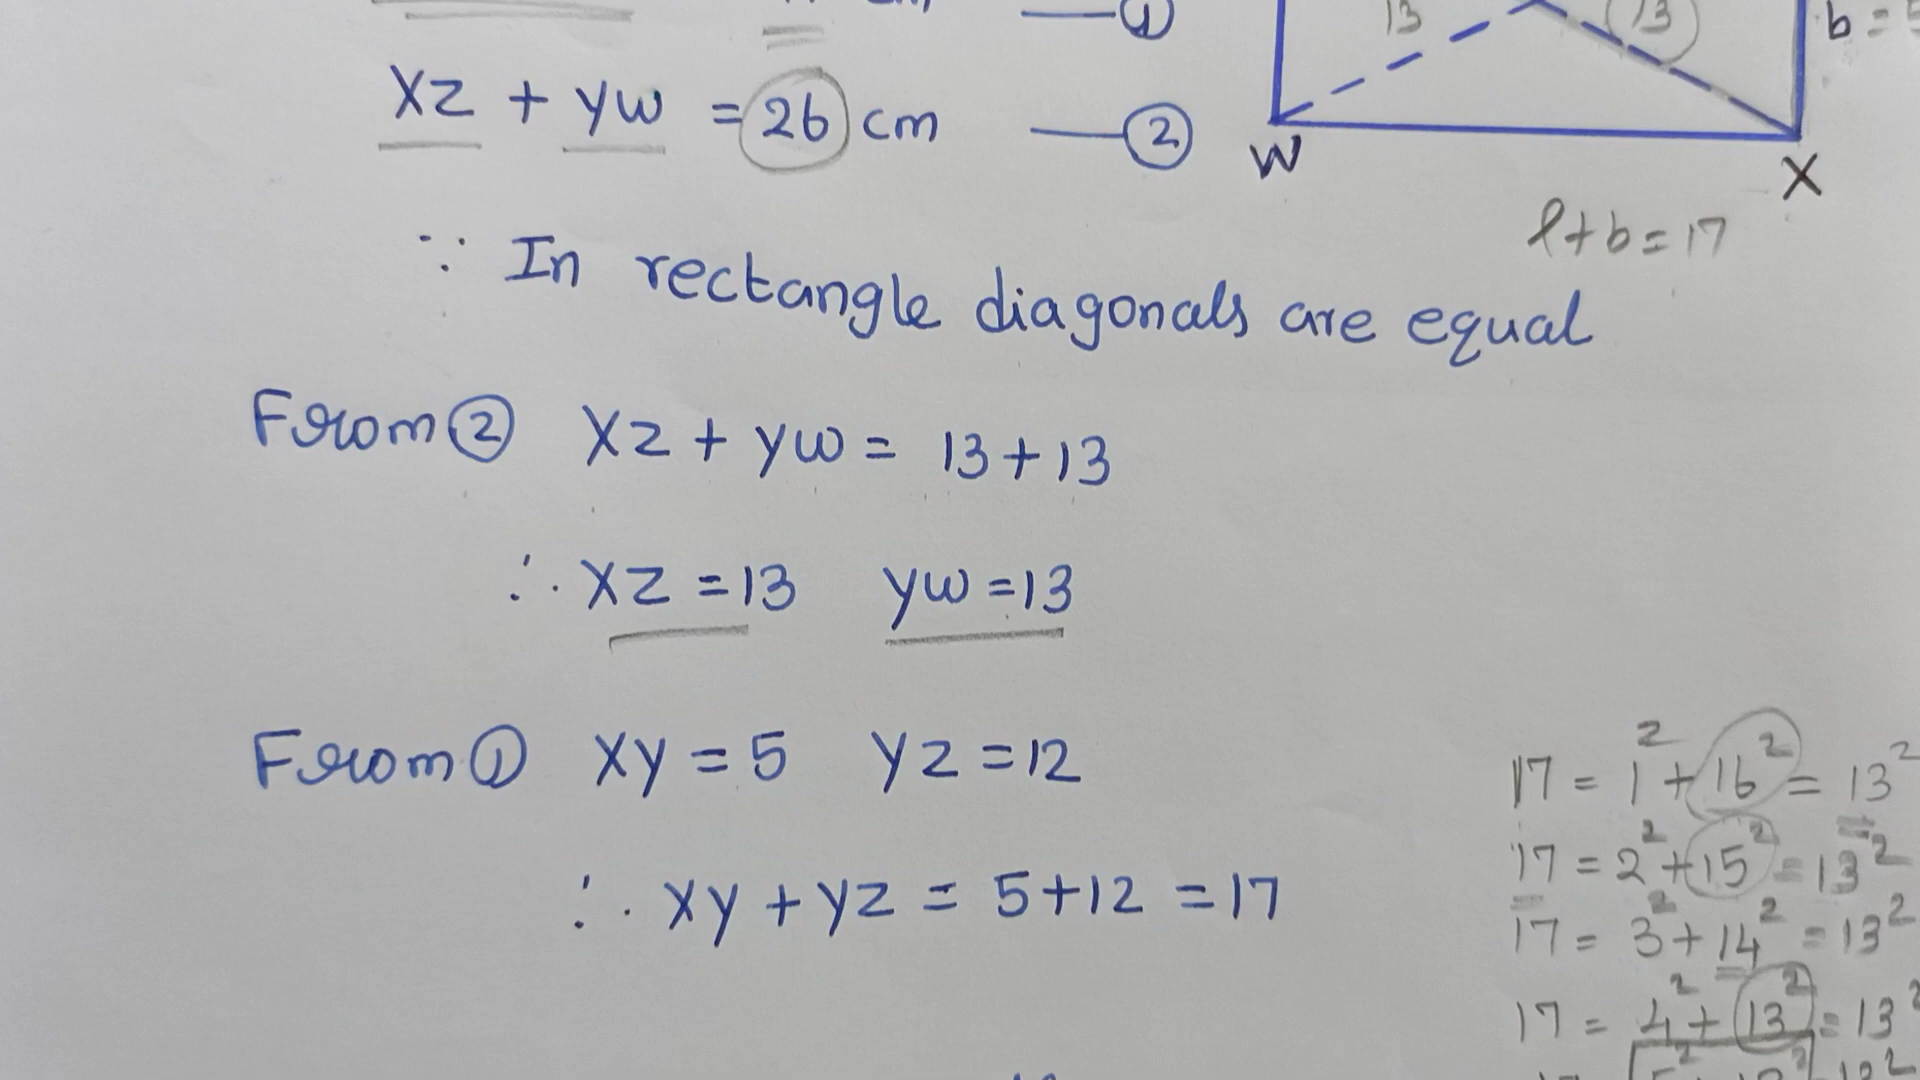 ①
13
13
b =
XZ + YW = 26 cm —②
W
X
l+b=17
∵ In rectangle diagonals are equal
From ② XZ + YW = 13+13
∴ XZ = 13 YW = 13
From ① XY = 5 YZ = 12
∴ XY + YZ = 5+12 = 17
17 = 1² + 16² = 13²
17 = 2² + 15² = 13²
17 = 3² + 14² = 13²
17 = 4² + 13² = 13²